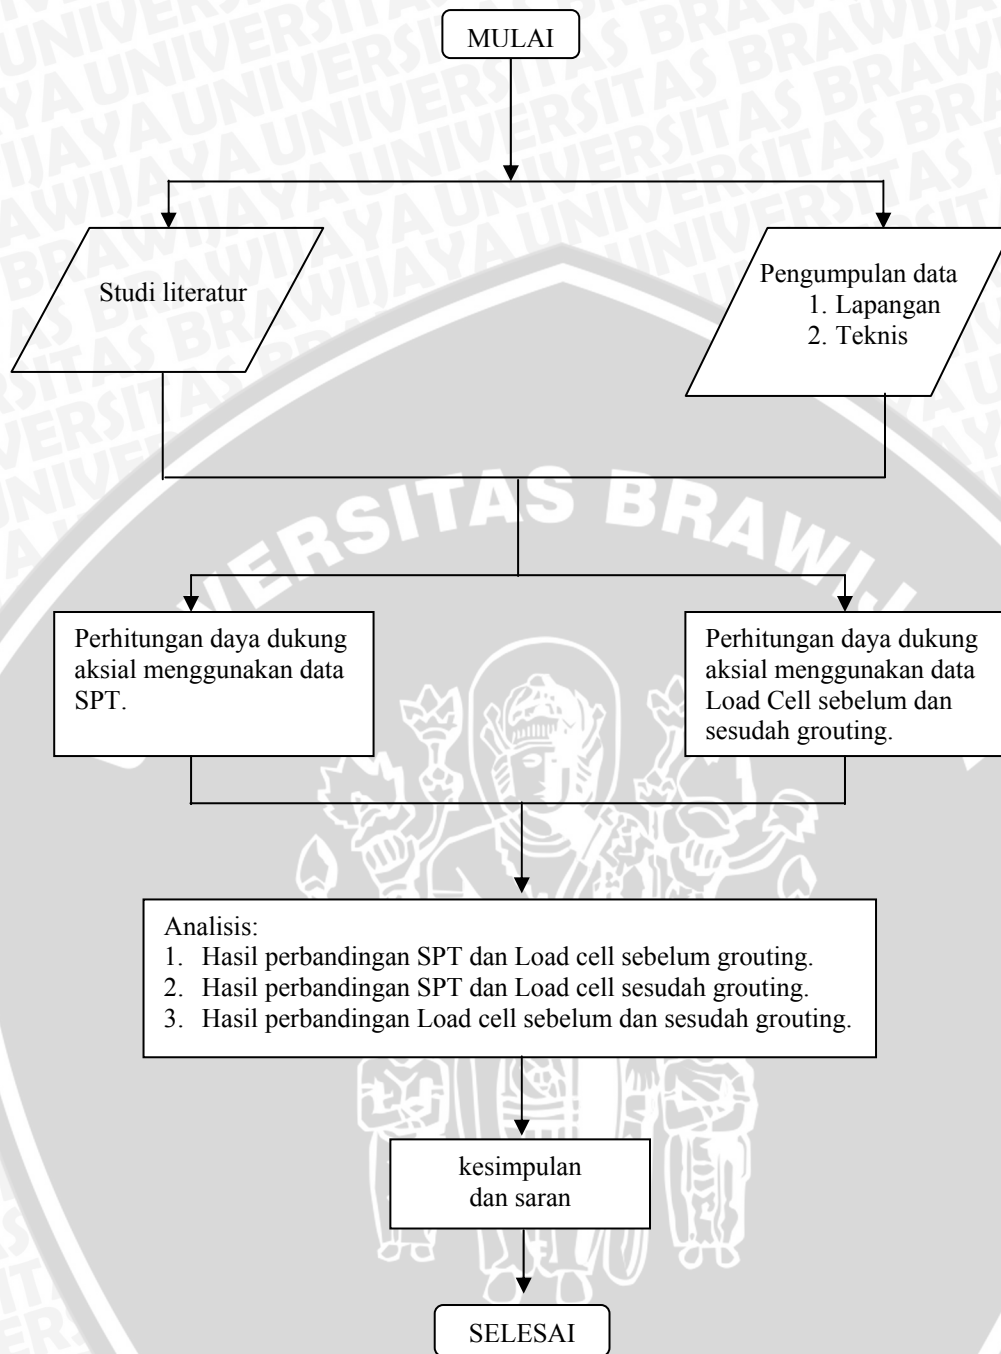 MULAI
Studi literatur
Pengumpulan data
1. Lapangan
2. Teknis
UNIVERSITAS BRAWIJAYA
Perhitungan daya dukung
aksial menggunakan data
SPT.
Perhitungan daya dukung
aksial menggunakan data
Load Cell sebelum dan
sesudah grouting.
Analisis:
1. Hasil perbandingan SPT dan Load cell sebelum grouting.
2. Hasil perbandingan SPT dan Load cell sesudah grouting.
3. Hasil perbandingan Load cell sebelum dan sesudah grouting.
kesimpulan
dan saran
SELESAI